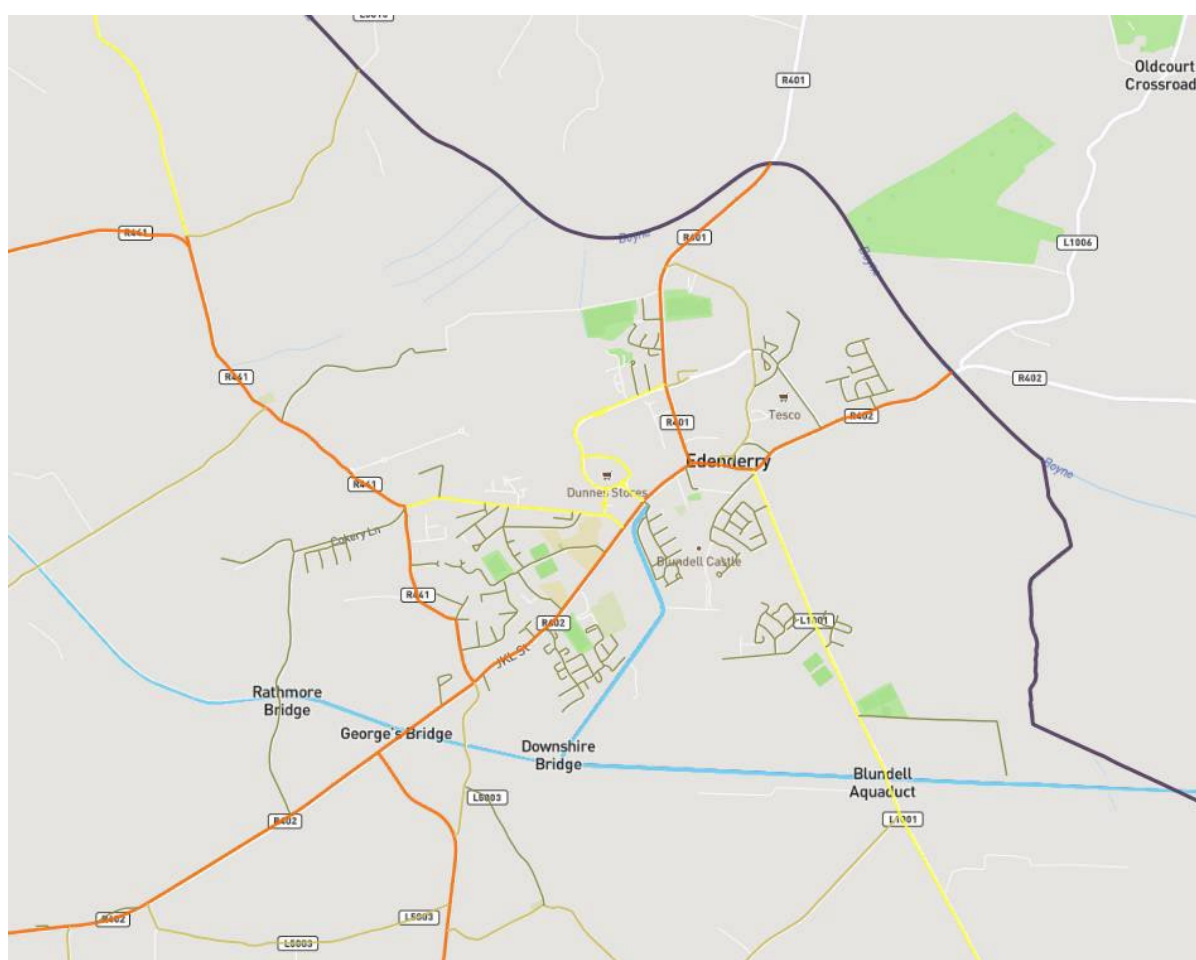 R401
Oldcourt
Crossroad
R441
Boyne
R401
L1006
Boyne
R441
R402
Tesco
R402
R401
Edenderry
Boyne
R441
Dunnes Stores
Cokery Ln
Blundell Castle
R441
R402
L1001
JKL St
Rathmore
Bridge
George's Bridge
Downshire
Bridge
Blundell
Aquaduct
L5003
R402
L1001
R402
L5003
L5003